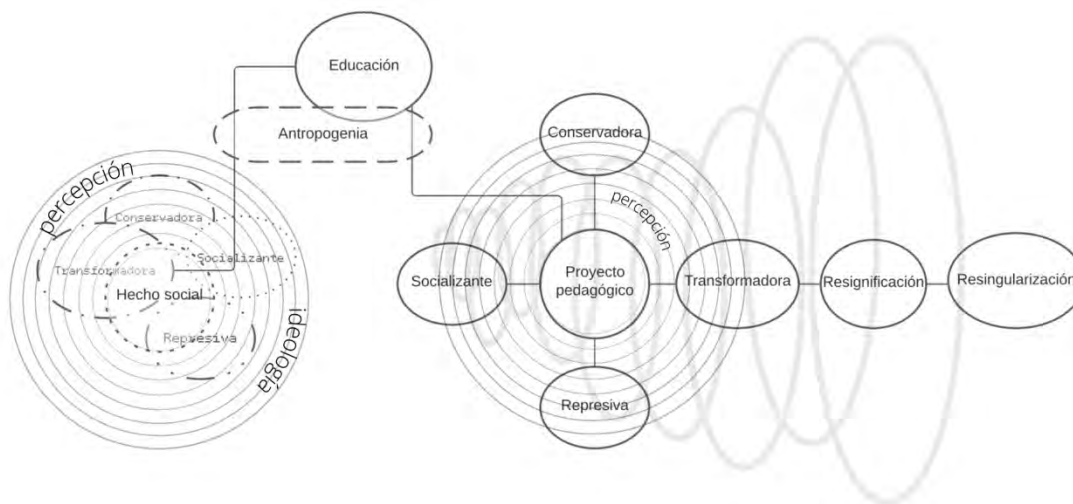 Educación
Antropogenia
percepción
Conservadora
Socializante
Transformadora
Hecho social
Represiva
ideología
Conservadora
percepción
Socializante
Proyecto
pedagógico
Transformadora
Resignificación
Resingularización
Represiva